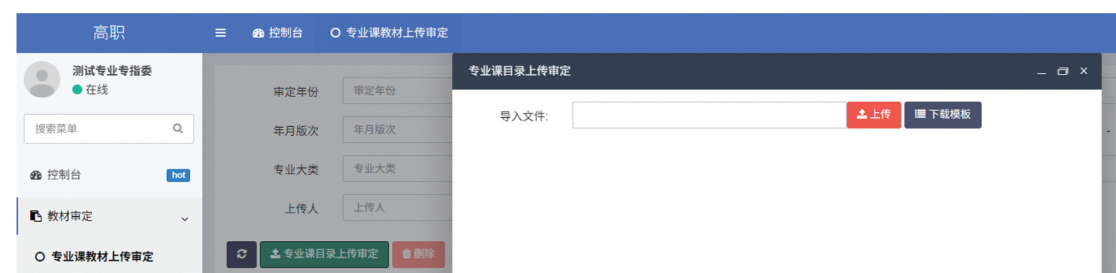 高职
控制台
专业课教材上传审定
测试专业专指委
在线
搜索菜单
控制台
hot
教材审定
专业课教材上传审定
审定年份
审定年份
年月版次
年月版次
专业大类
专业大类
上传人
上传人
专业课目录上传审定
删除
专业课目录上传审定
导入文件:
上传
下载模板